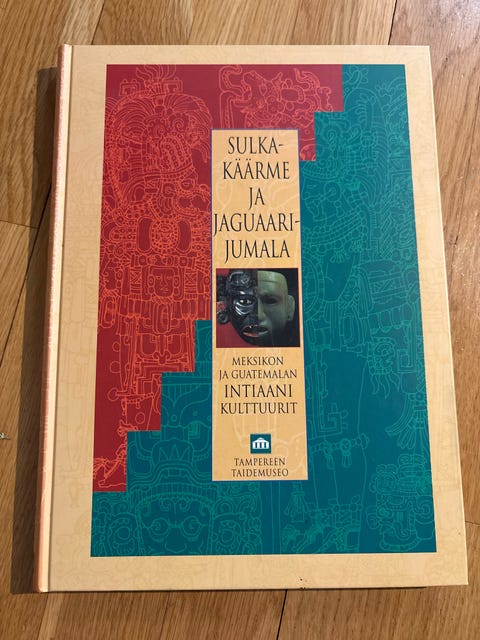 SULKA-
KÄÄRME
JA
JAGUAARI-
JUMALA
MEKSIKON
JA GUATEMALAN
INTIAANI
KULTTUURIT
TAMPEREEN
TAIDEMUSEO